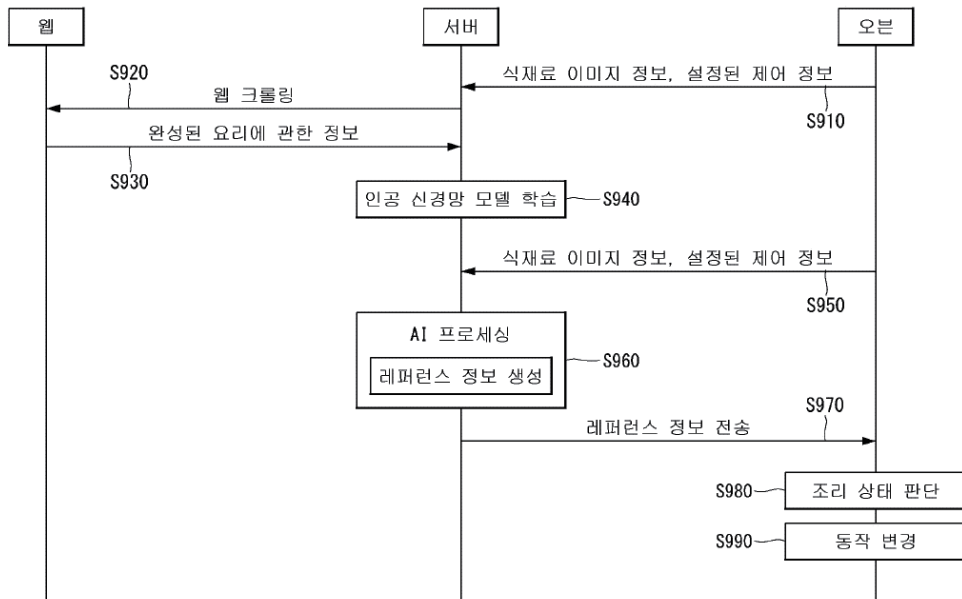 웹
서버
오븐
식재료 이미지 정보, 설정된 제어 정보
S910
S920
웹 크롤링
완성된 요리에 관한 정보
S930
인공 신경망 모델 학습
S940
식재료 이미지 정보, 설정된 제어 정보
S950
AI 프로세싱
레퍼런스 정보 생성
S960
S970
레퍼런스 정보 전송
S980
조리 상태 판단
S990
동작 변경